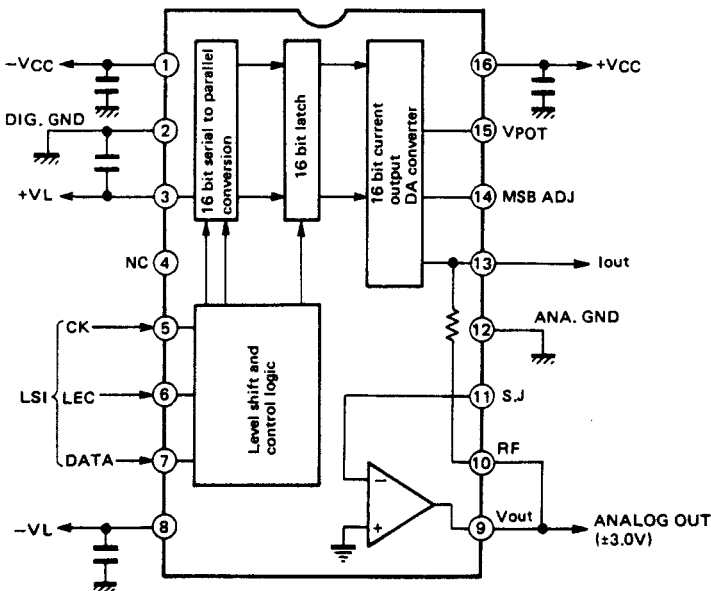 −VCC
1
16
+VCC
DIG. GND
2
15
VPOT
+VL
3
14
MSB ADJ
NC
4
13
Iout
16 bit serial to parallel
conversion
16 bit latch
16 bit current
output
DA converter
12
ANA. GND
LSI
CK
5
LEC
6
DATA
7
Level shift and
control logic
11
S.J
RF
10
−VL
8
−
+
9
Vout
ANALOG OUT
(±3.0V)